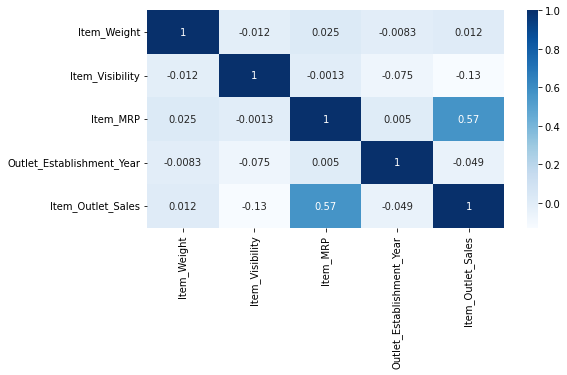 Item_Weight 1 -0.012 0.025 -0.0083 0.012
Item_Visibility -0.012 1 -0.0013 -0.075 -0.13
Item_MRP 0.025 -0.0013 1 0.005 0.57
Outlet_Establishment_Year -0.0083 -0.075 0.005 1 -0.049
Item_Outlet_Sales 0.012 -0.13 0.57 -0.049 1
Item_Weight
Item_Visibility
Item_MRP
Outlet_Establishment_Year
Item_Outlet_Sales
1.0
0.8
0.6
0.4
0.2
0.0